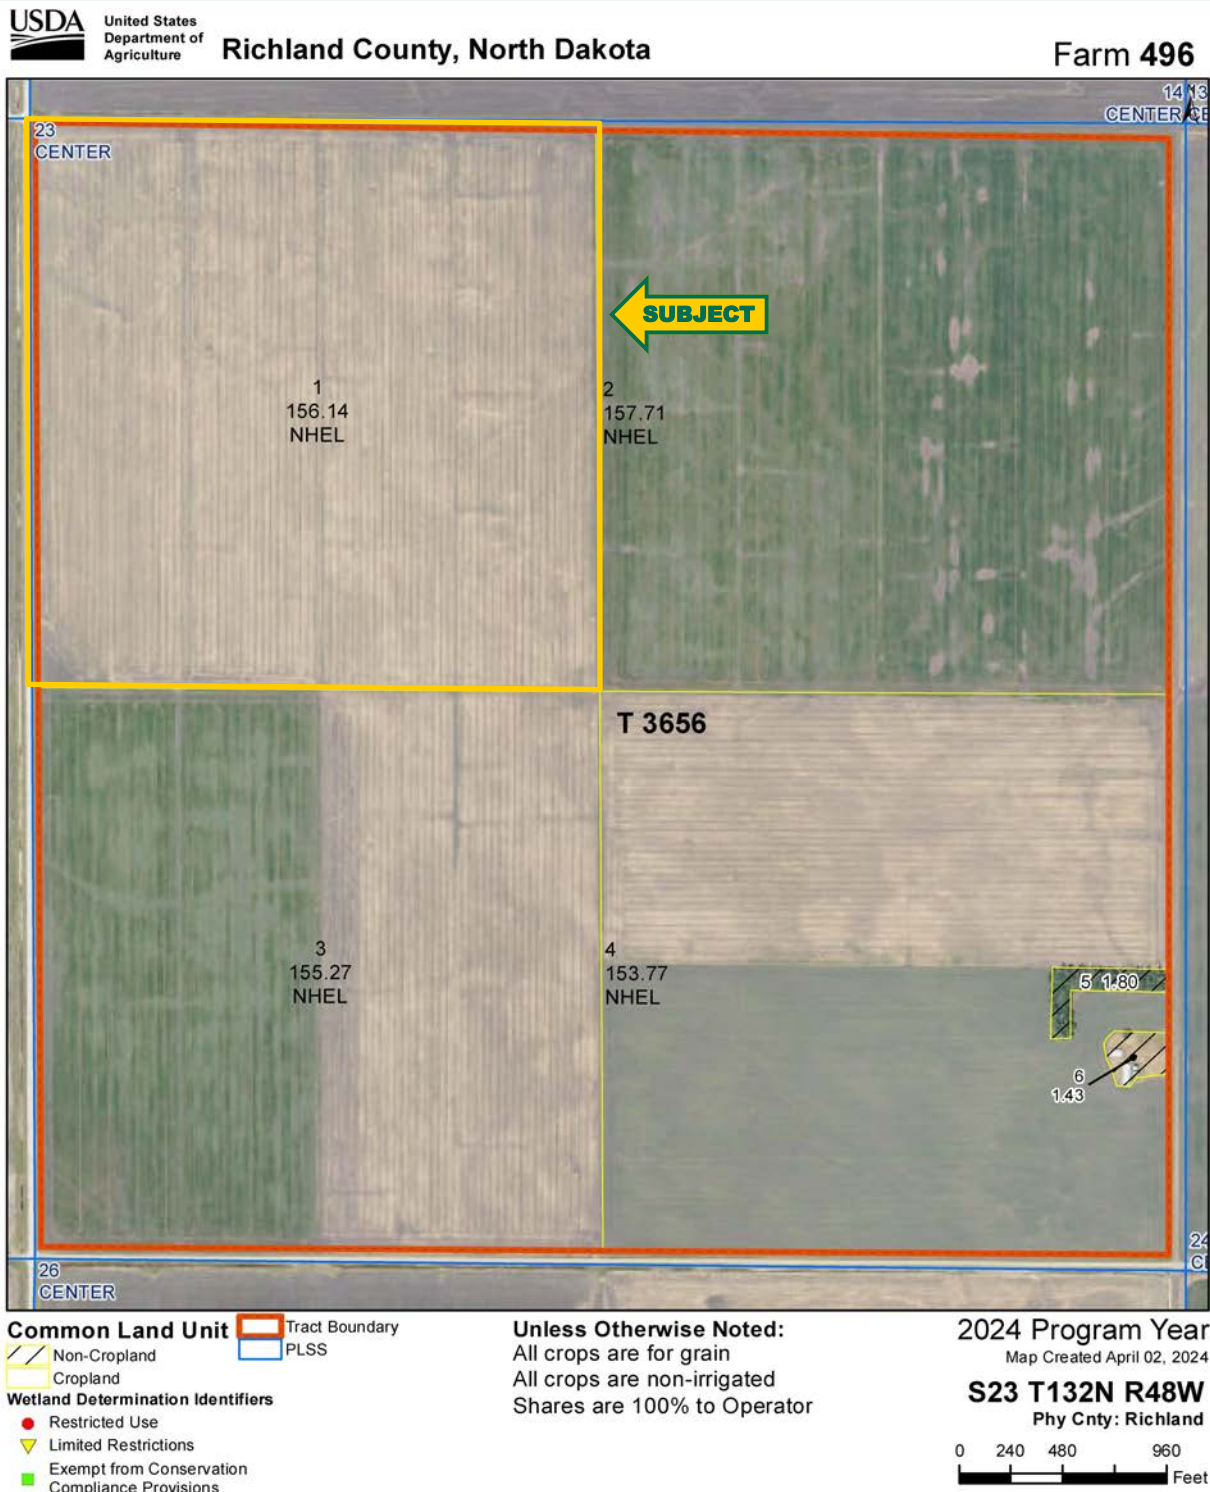 USDA
United States
Department of
Agriculture
Richland County, North Dakota
Farm 496
14 13
CENTER CE
23
CENTER
SUBJECT
1
156.14
NHEL
2
157.71
NHEL
T 3656
3
155.27
NHEL
4
153.77
NHEL
5 1.80
6
1.43
24
CE
26
CENTER
Common Land Unit
Non-Cropland
Cropland
Tract Boundary
PLSS
Wetland Determination Identifiers
Restricted Use
Limited Restrictions
Exempt from Conservation
Compliance Provisions
Unless Otherwise Noted:
All crops are for grain
All crops are non-irrigated
Shares are 100% to Operator
2024 Program Year
Map Created April 02, 2024
S23 T132N R48W
Phy Cnty: Richland
0 240 480 960
Feet